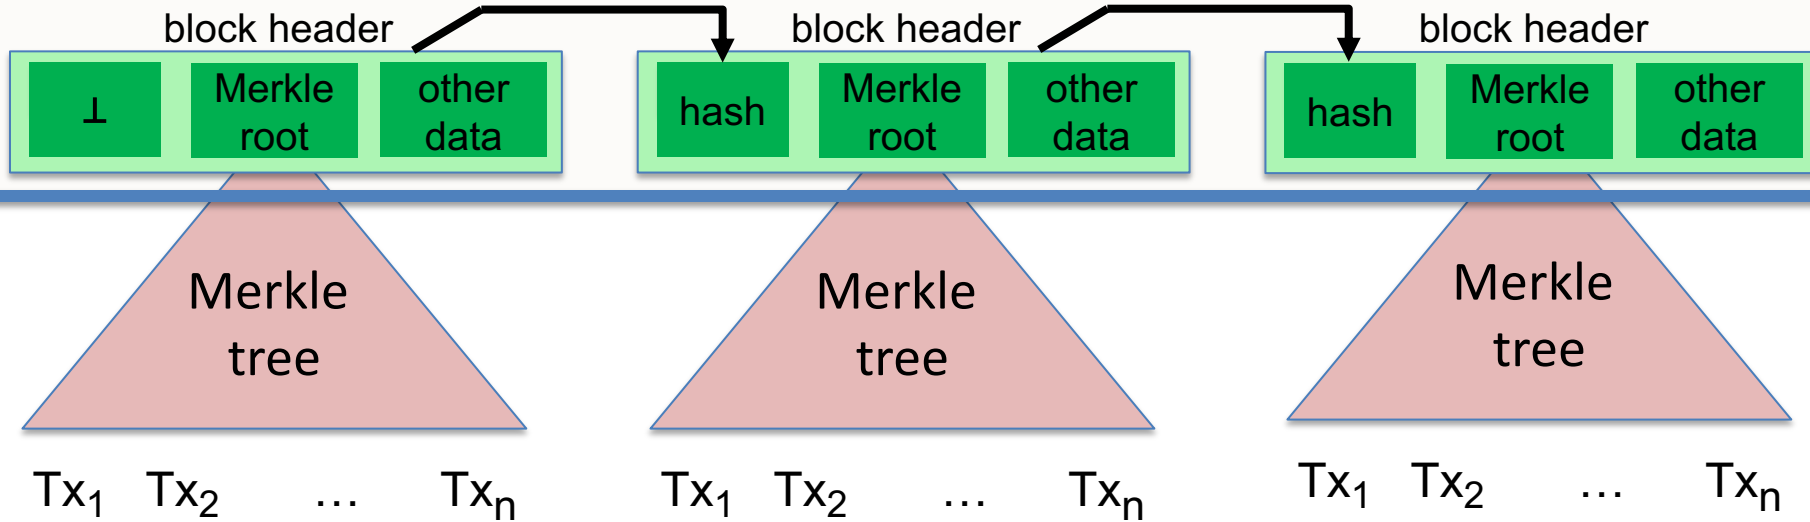 block header block header block header
⊥ Merkle root other data hash Merkle root other data hash Merkle root other data
Merkle tree Merkle tree Merkle tree
Tx₁ Tx₂ … Txₙ Tx₁ Tx₂ … Txₙ Tx₁ Tx₂ … Txₙ